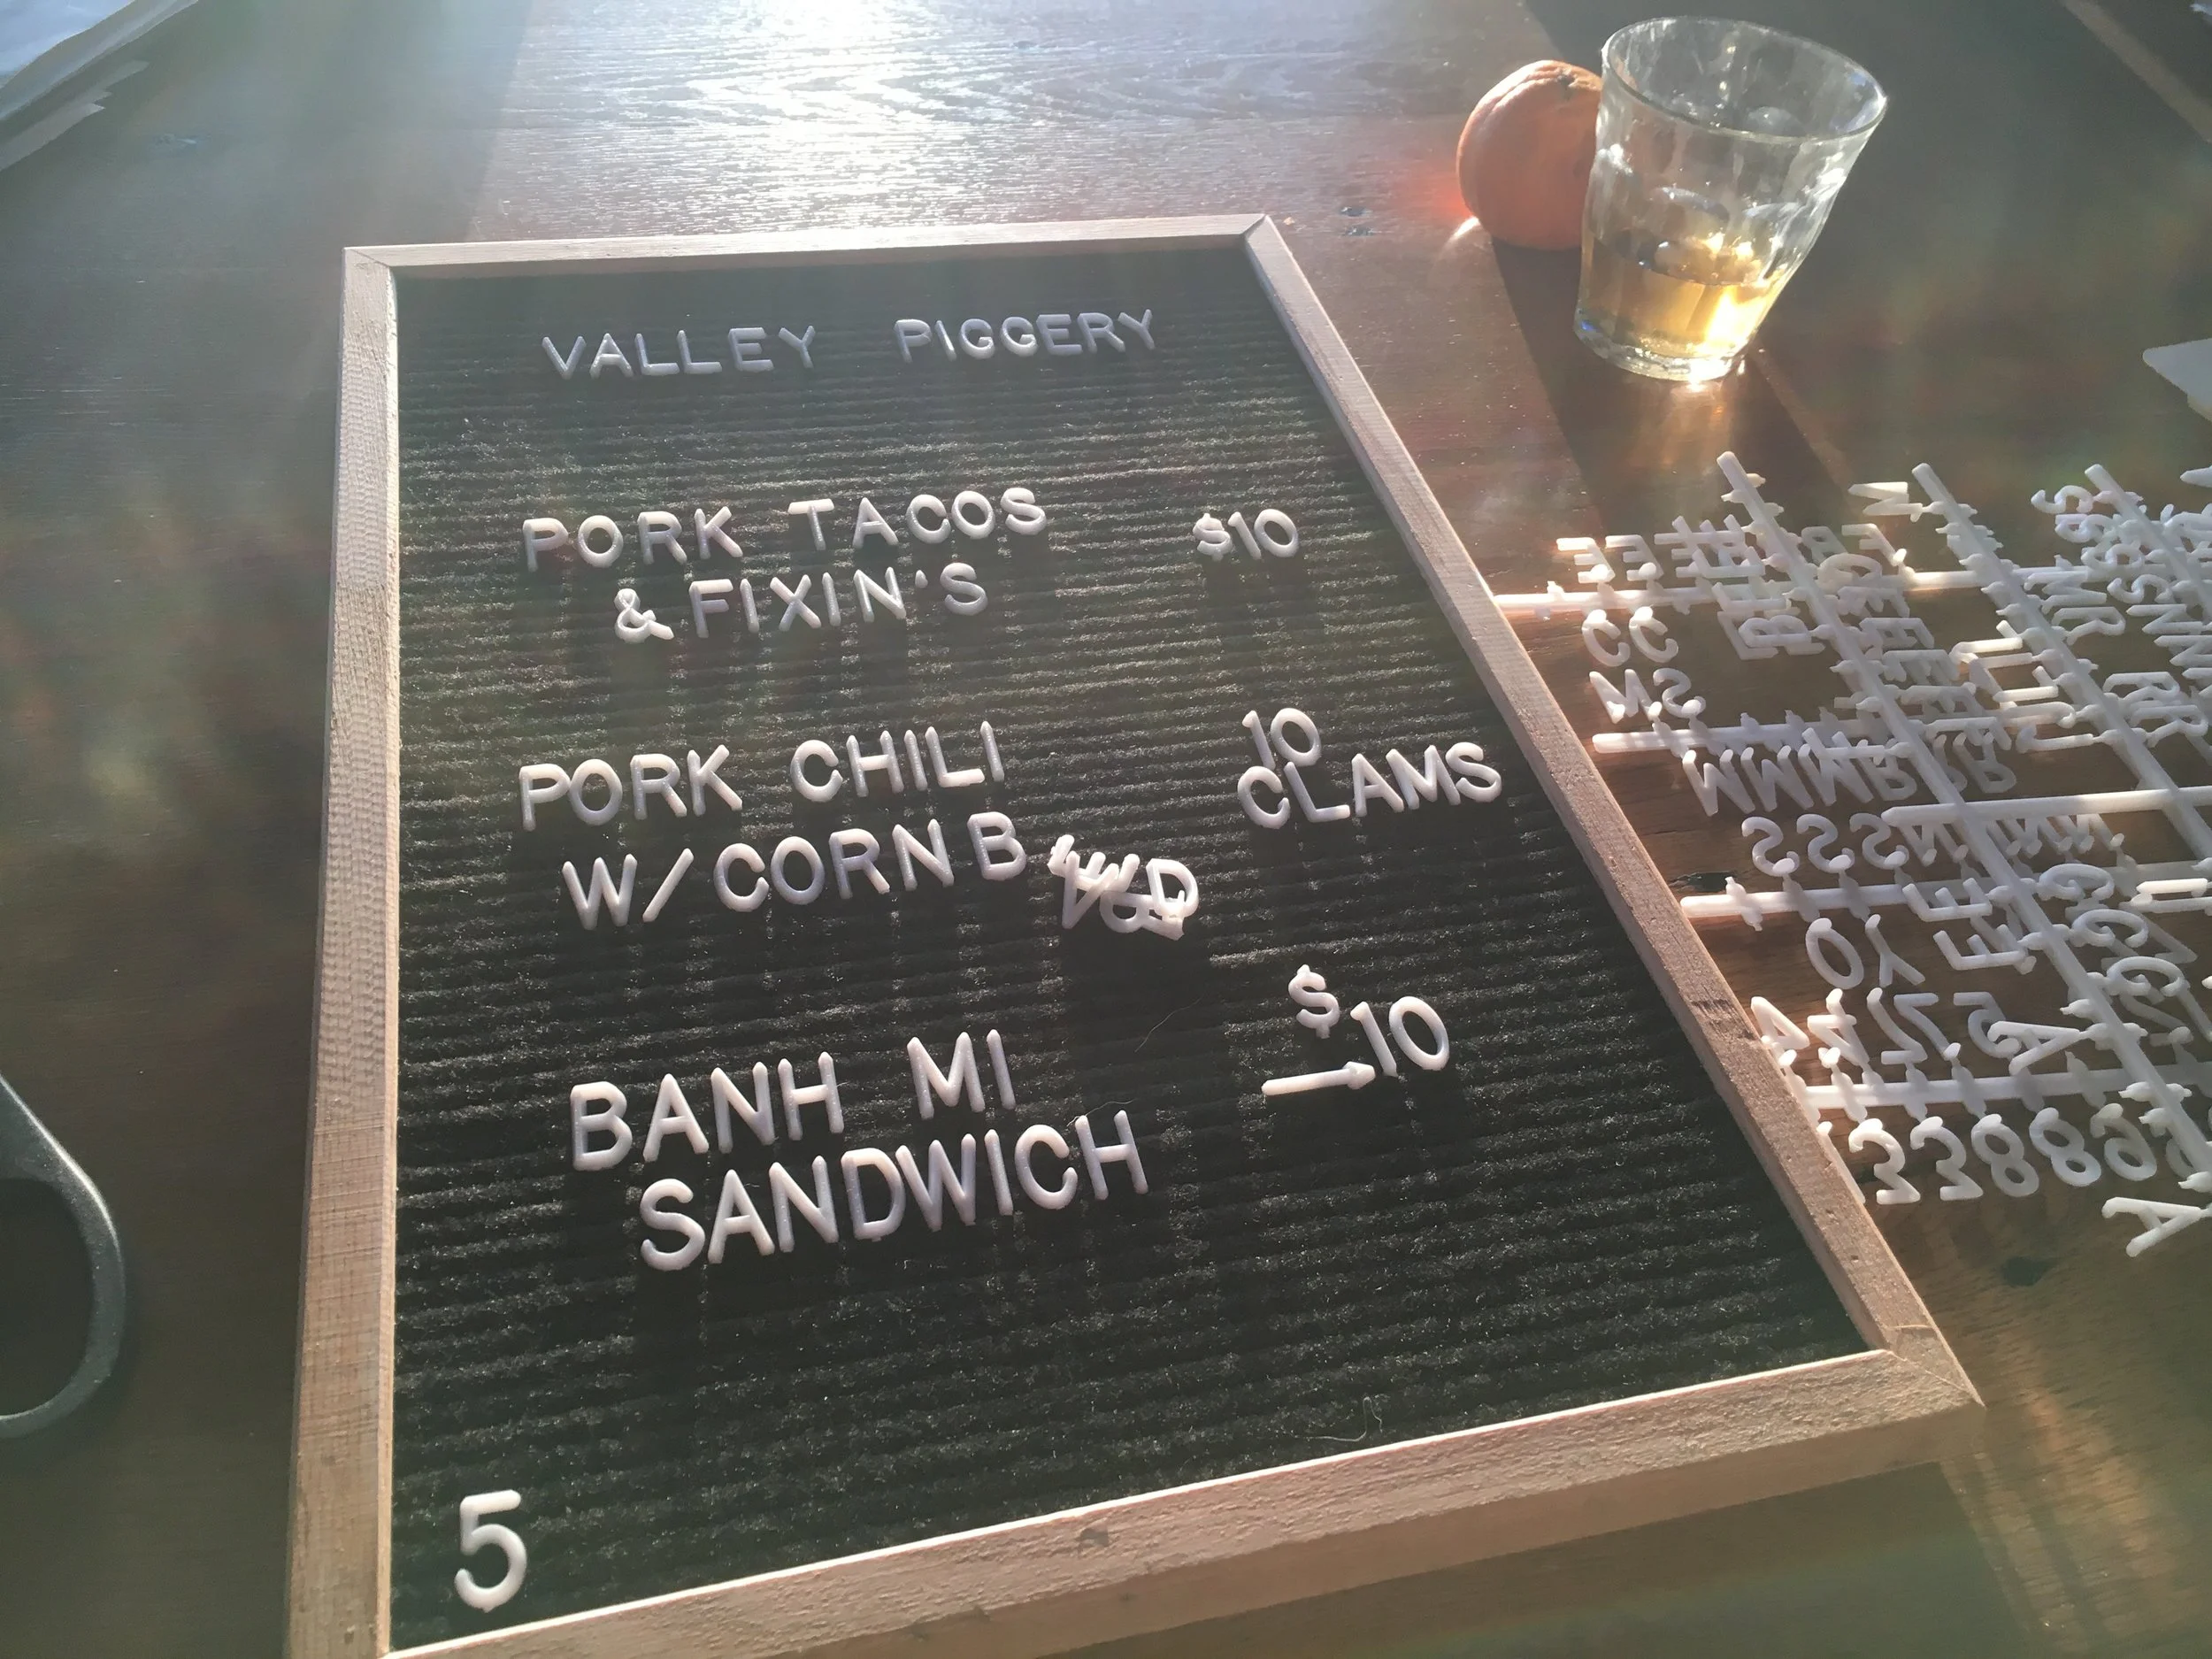 VALLEY PIGGERY
PORK TACOS $10
& FIXIN'S
PORK CHILI 10
W/CORN B CLAMS
BANH MI $
SANDWICH →10
5